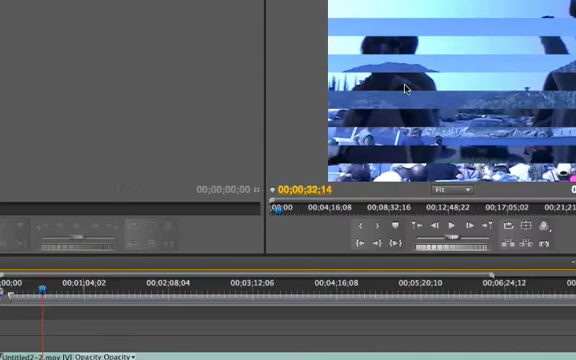 00;00;00;00
00;00;32;14
Fit
;00;00 00;04;16;08 00;08;32;16 00;12;48;22 00;17;05;02 00;21;21
;00;00 00;01;04;02 00;02;08;04 00;03;12;06 00;04;16;08 00;05;20;10 00;06;24;12
Untitled2-2.mov [V] Opacity:Opacity